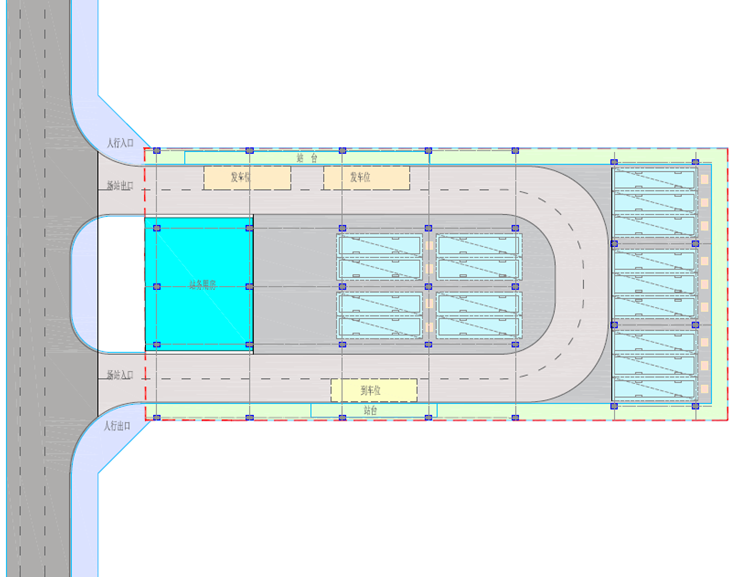 人行入口
站 台
发车位
发车位
场站出口
站务用房
场站入口
到车位
站台
人行出口